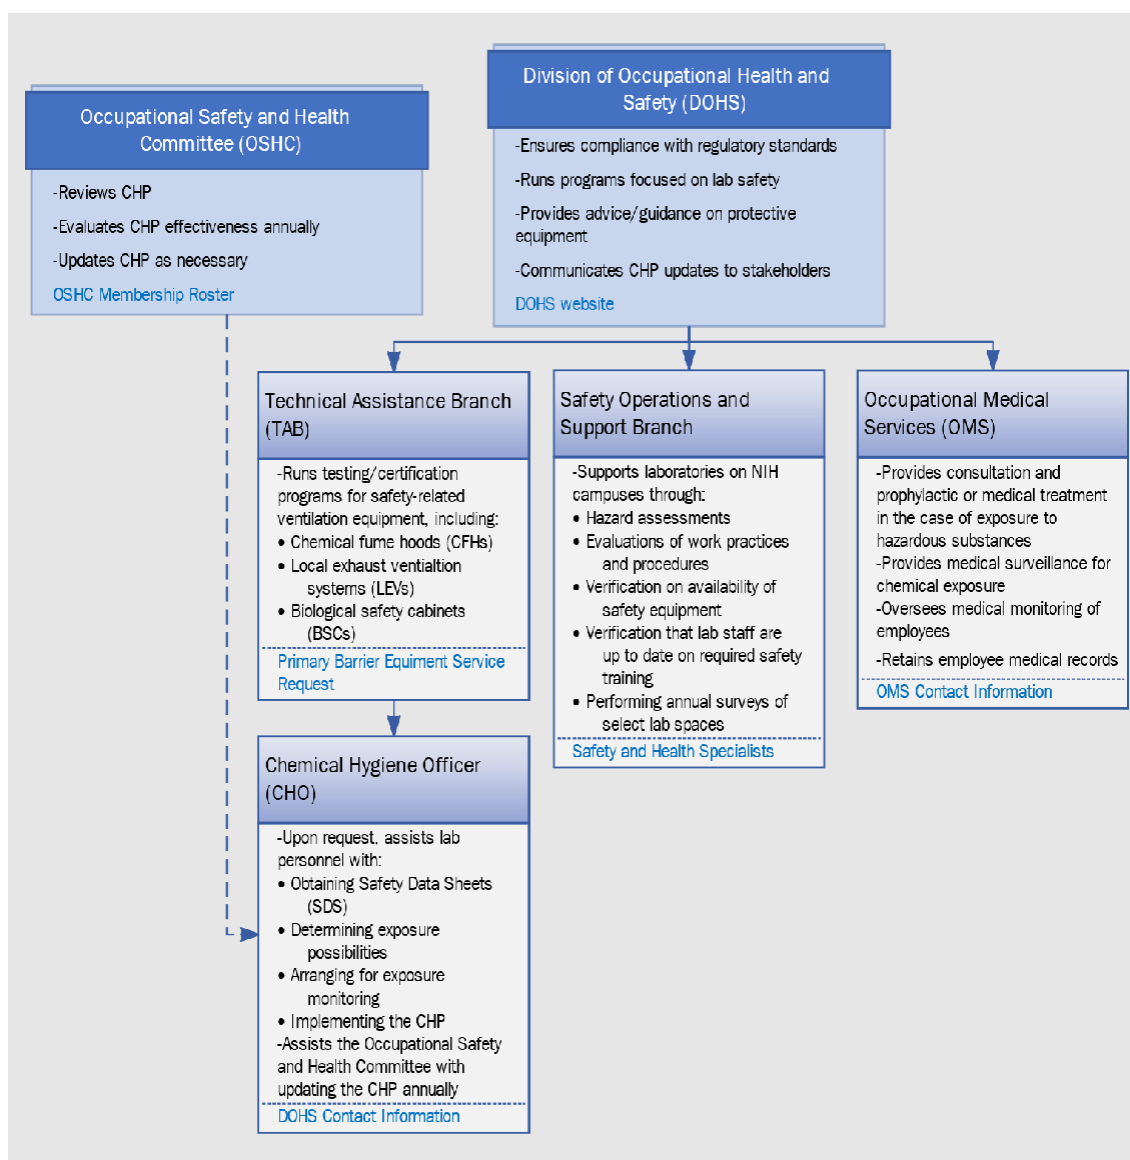 Occupational Safety and Health
Committee (OSHC)
-Reviews CHP
-Evaluates CHP effectiveness annually
-Updates CHP as necessary
OSHC Membership Roster
Division of Occupational Health and
Safety (DOHS)
-Ensures compliance with regulatory standards
-Runs programs focused on lab safety
-Provides advice/guidance on protective
equipment
-Communicates CHP updates to stakeholders
DOHS website
Technical Assistance Branch
(TAB)
-Runs testing/certification
programs for safety-related
ventilation equipment, including:
• Chemical fume hoods (CFHs)
• Local exhaust ventialtion
systems (LEVs)
• Biological safety cabinets
(BSCs)
Primary Barrier Equiment Service
Request
Safety Operations and
Support Branch
-Supports laboratories on NIH
campuses through:
• Hazard assessments
• Evaluations of work practices
and procedures
• Verification on availability of
safety equipment
• Verification that lab staff are
up to date on required safety
training
• Performing annual surveys of
select lab spaces
Safety and Health Specialists
Occupational Medical
Services (OMS)
-Provides consultation and
prophylactic or medical treatment
in the case of exposure to
hazardous substances
-Provides medical surveillance for
chemical exposure
-Oversees medical monitoring of
employees
-Retains employee medical records
OMS Contact Information
Chemical Hygiene Officer
(CHO)
-Upon request, assists lab
personnel with:
• Obtaining Safety Data Sheets
(SDS)
• Determining exposure
possibilities
• Arranging for exposure
monitoring
• Implementing the CHP
-Assists the Occupational Safety
and Health Committee with
updating the CHP annually
DOHS Contact Information